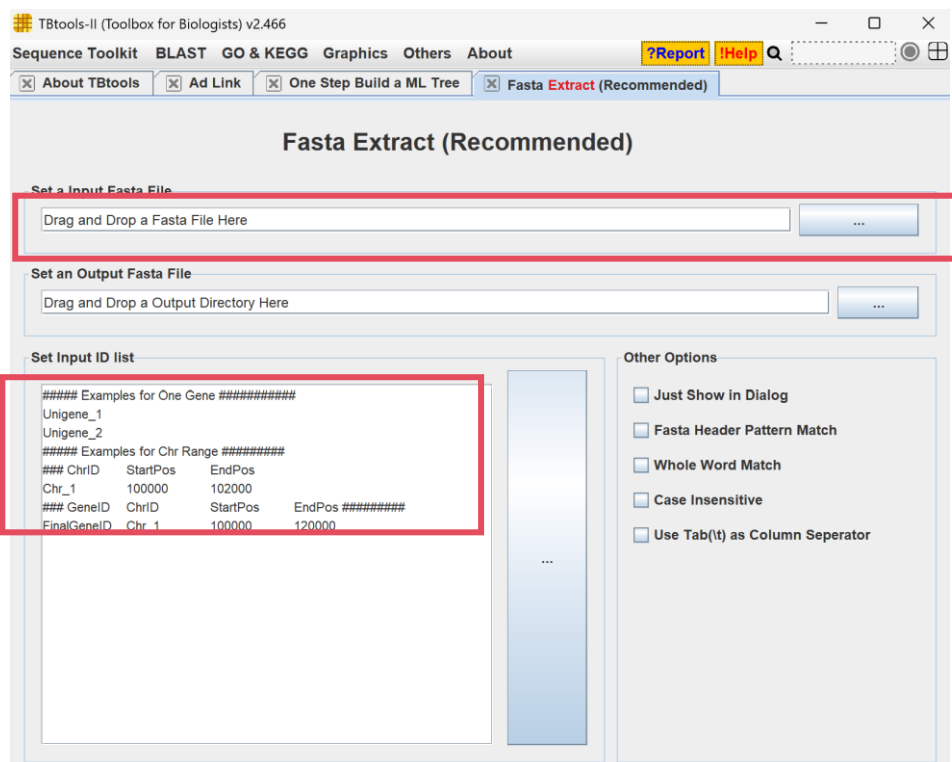 TBtools-II (Toolbox for Biologists) v2.466
Sequence Toolkit BLAST GO & KEGG Graphics Others About ?Report !Help
About TBtools Ad Link One Step Build a ML Tree Fasta Extract (Recommended)
Fasta Extract (Recommended)
Set a Input Fasta File
Drag and Drop a Fasta File Here ...
Set an Output Fasta File
Drag and Drop a Output Directory Here ...
Set Input ID list
##### Examples for One Gene ###########
Unigene_1
Unigene_2
##### Examples for Chr Range #########
### ChrID StartPos EndPos
Chr_1 100000 102000
### GeneID ChrID StartPos EndPos #########
FinalGeneID Chr_1 100000 120000
...
Other Options
Just Show in Dialog
Fasta Header Pattern Match
Whole Word Match
Case Insensitive
Use Tab(\t) as Column Seperator